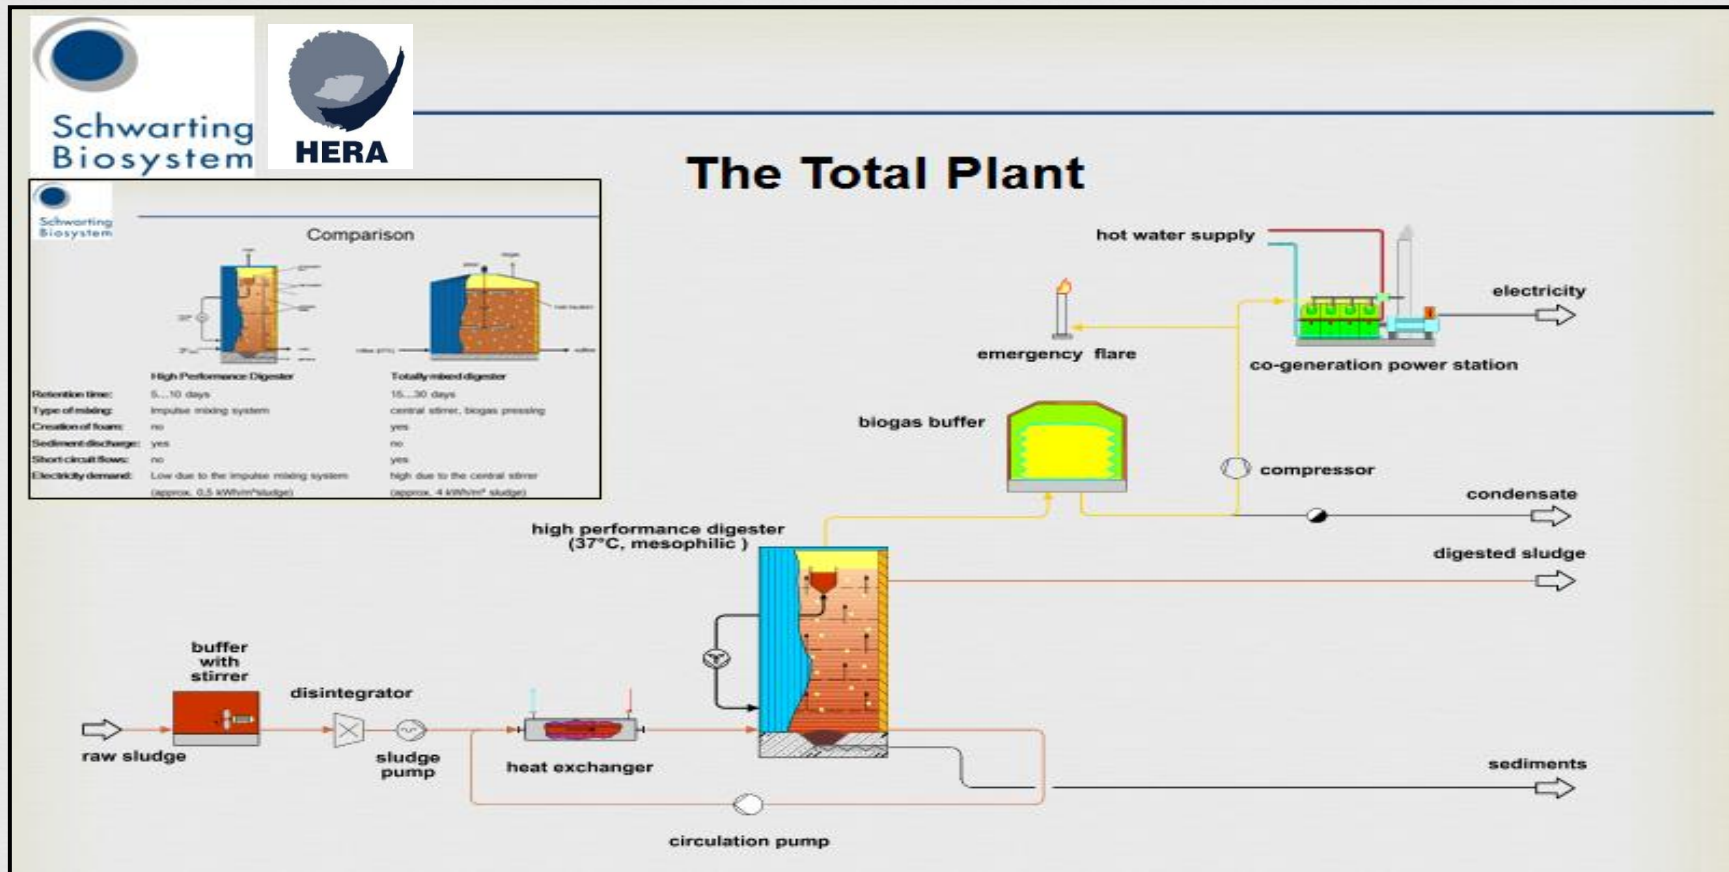 Schwarting
Biosystem
HERA
The Total Plant
Schwarting
Biosystem
Comparison
High Performance Digester Totally mixed digester
Retention time: 5...10 days 15...30 days
Type of mixing: Impulse mixing system central stirrer, biogas pressing
Creation of foam: no yes
Sediment discharge: yes no
Short circuit flows: no yes
Electricity demand: Low due to the impulse mixing system high due to the central stirrer
(approx. 0,5 kWh/m³sludge) (approx. 4 kWh/m³ sludge)
hot water supply
electricity
emergency flare
co-generation power station
biogas buffer
compressor
condensate
high performance digester
(37°C, mesophilic )
digested sludge
buffer
with
stirrer
disintegrator
raw sludge
sludge
pump
heat exchanger
sediments
circulation pump